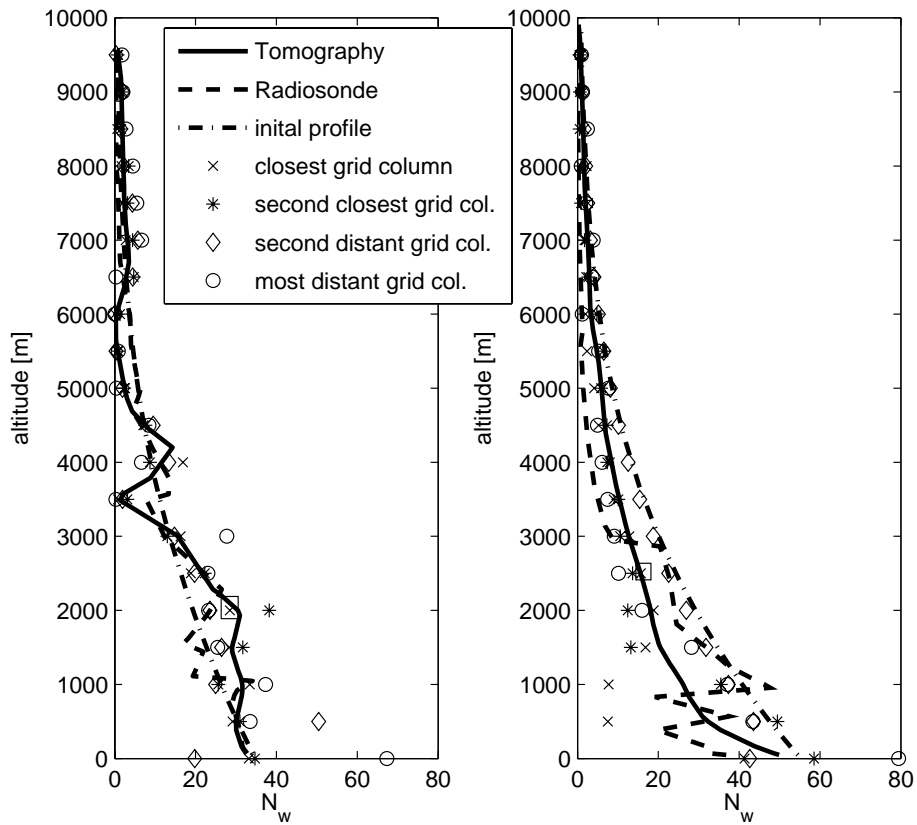 10000
9000
8000
7000
6000
5000
4000
3000
2000
1000
0
altitude [m]
0
20
40
60
80
N_w
Tomography
Radiosonde
inital profile
closest grid column
second closest grid col.
second distant grid col.
most distant grid col.
10000
9000
8000
7000
6000
5000
4000
3000
2000
1000
0
altitude [m]
0
20
40
60
80
N_w